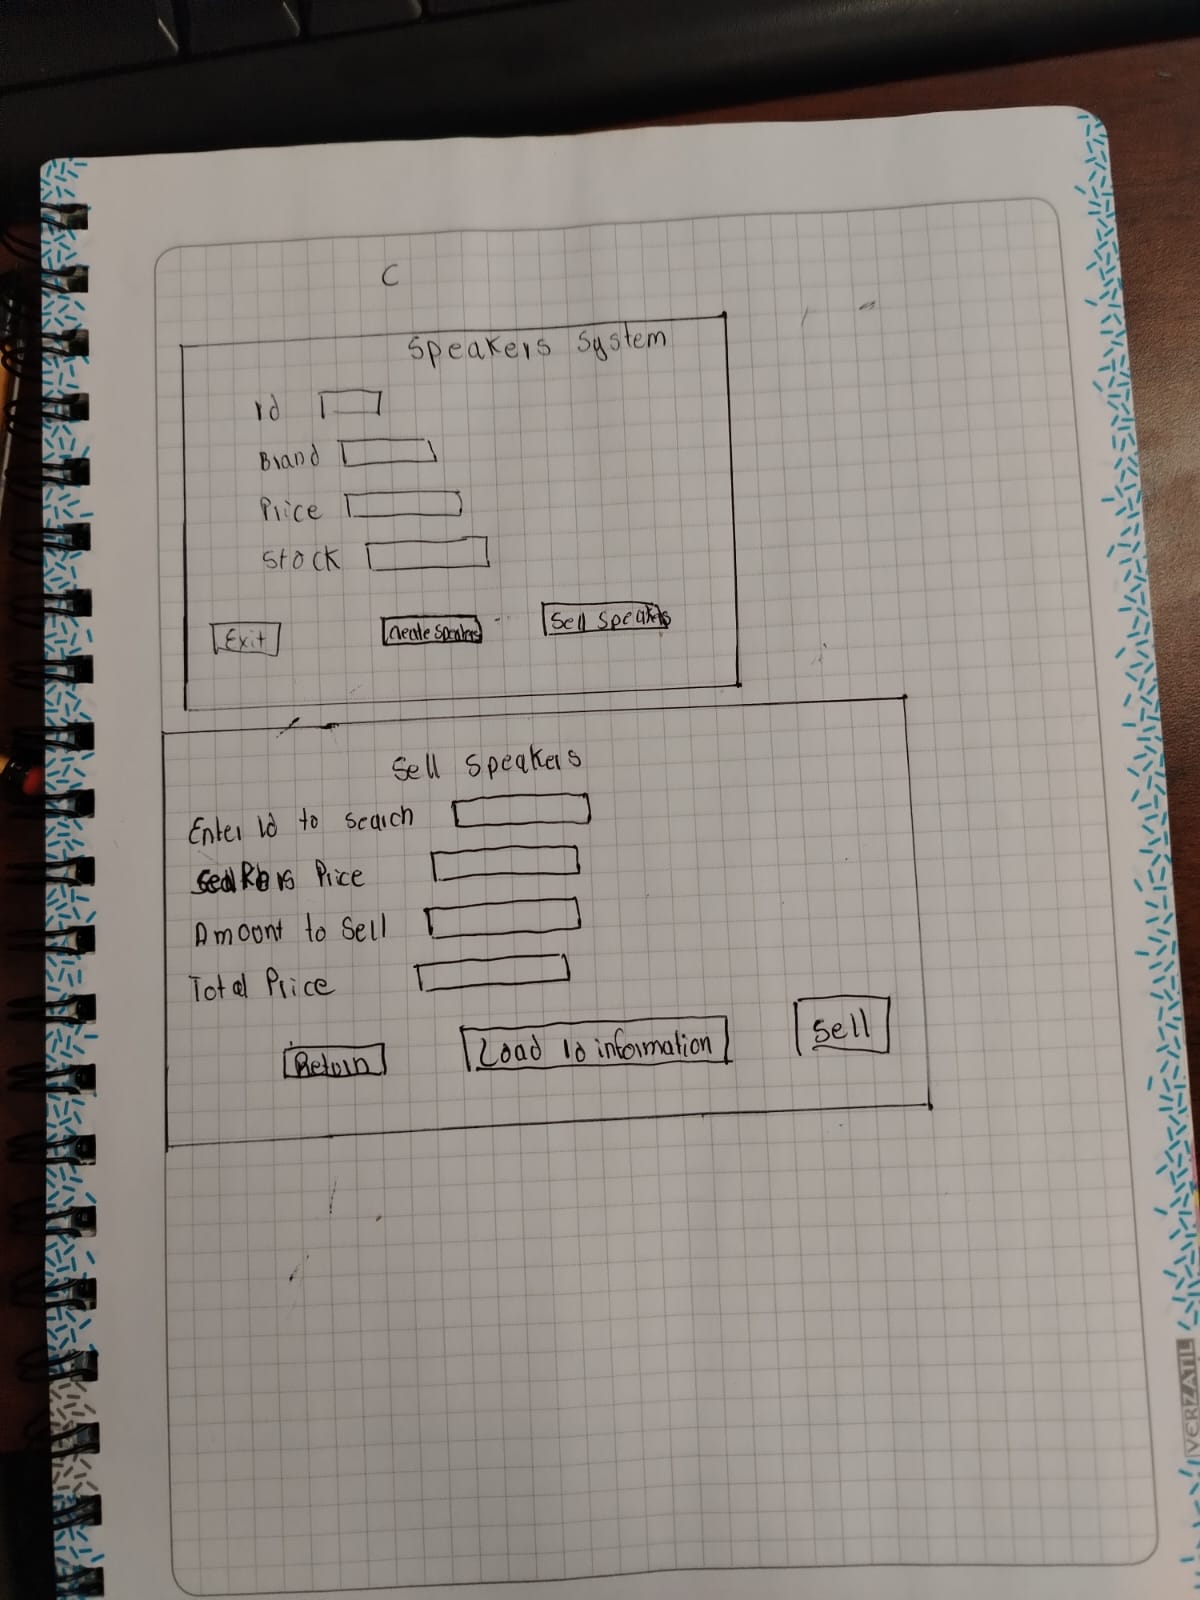 C
Speakers System
Id
Brand
Price
Stock
Exit
Create Speakers
Sell Speakers
Sell Speakers
Enter Id to search
Price
Amount to Sell
Total Price
Return
Load Id information
Sell
VERZATIL